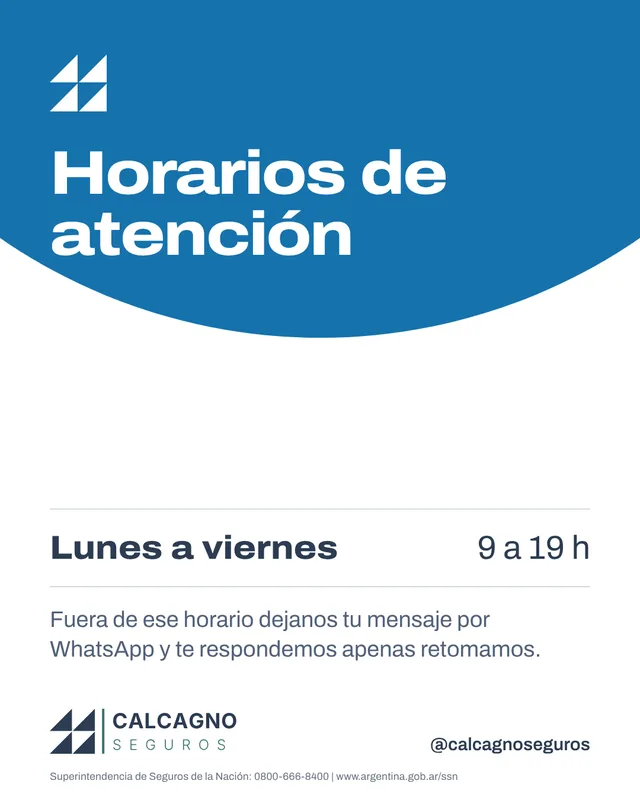 Horarios de
atención
Lunes a viernes 9 a 19 h
Fuera de ese horario dejanos tu mensaje por
WhatsApp y te respondemos apenas retomamos.
CALCAGNO
SEGUROS
@calcagnoseguros
Superintendencia de Seguros de la Nación: 0800-666-8400 | www.argentina.gob.ar/ssn